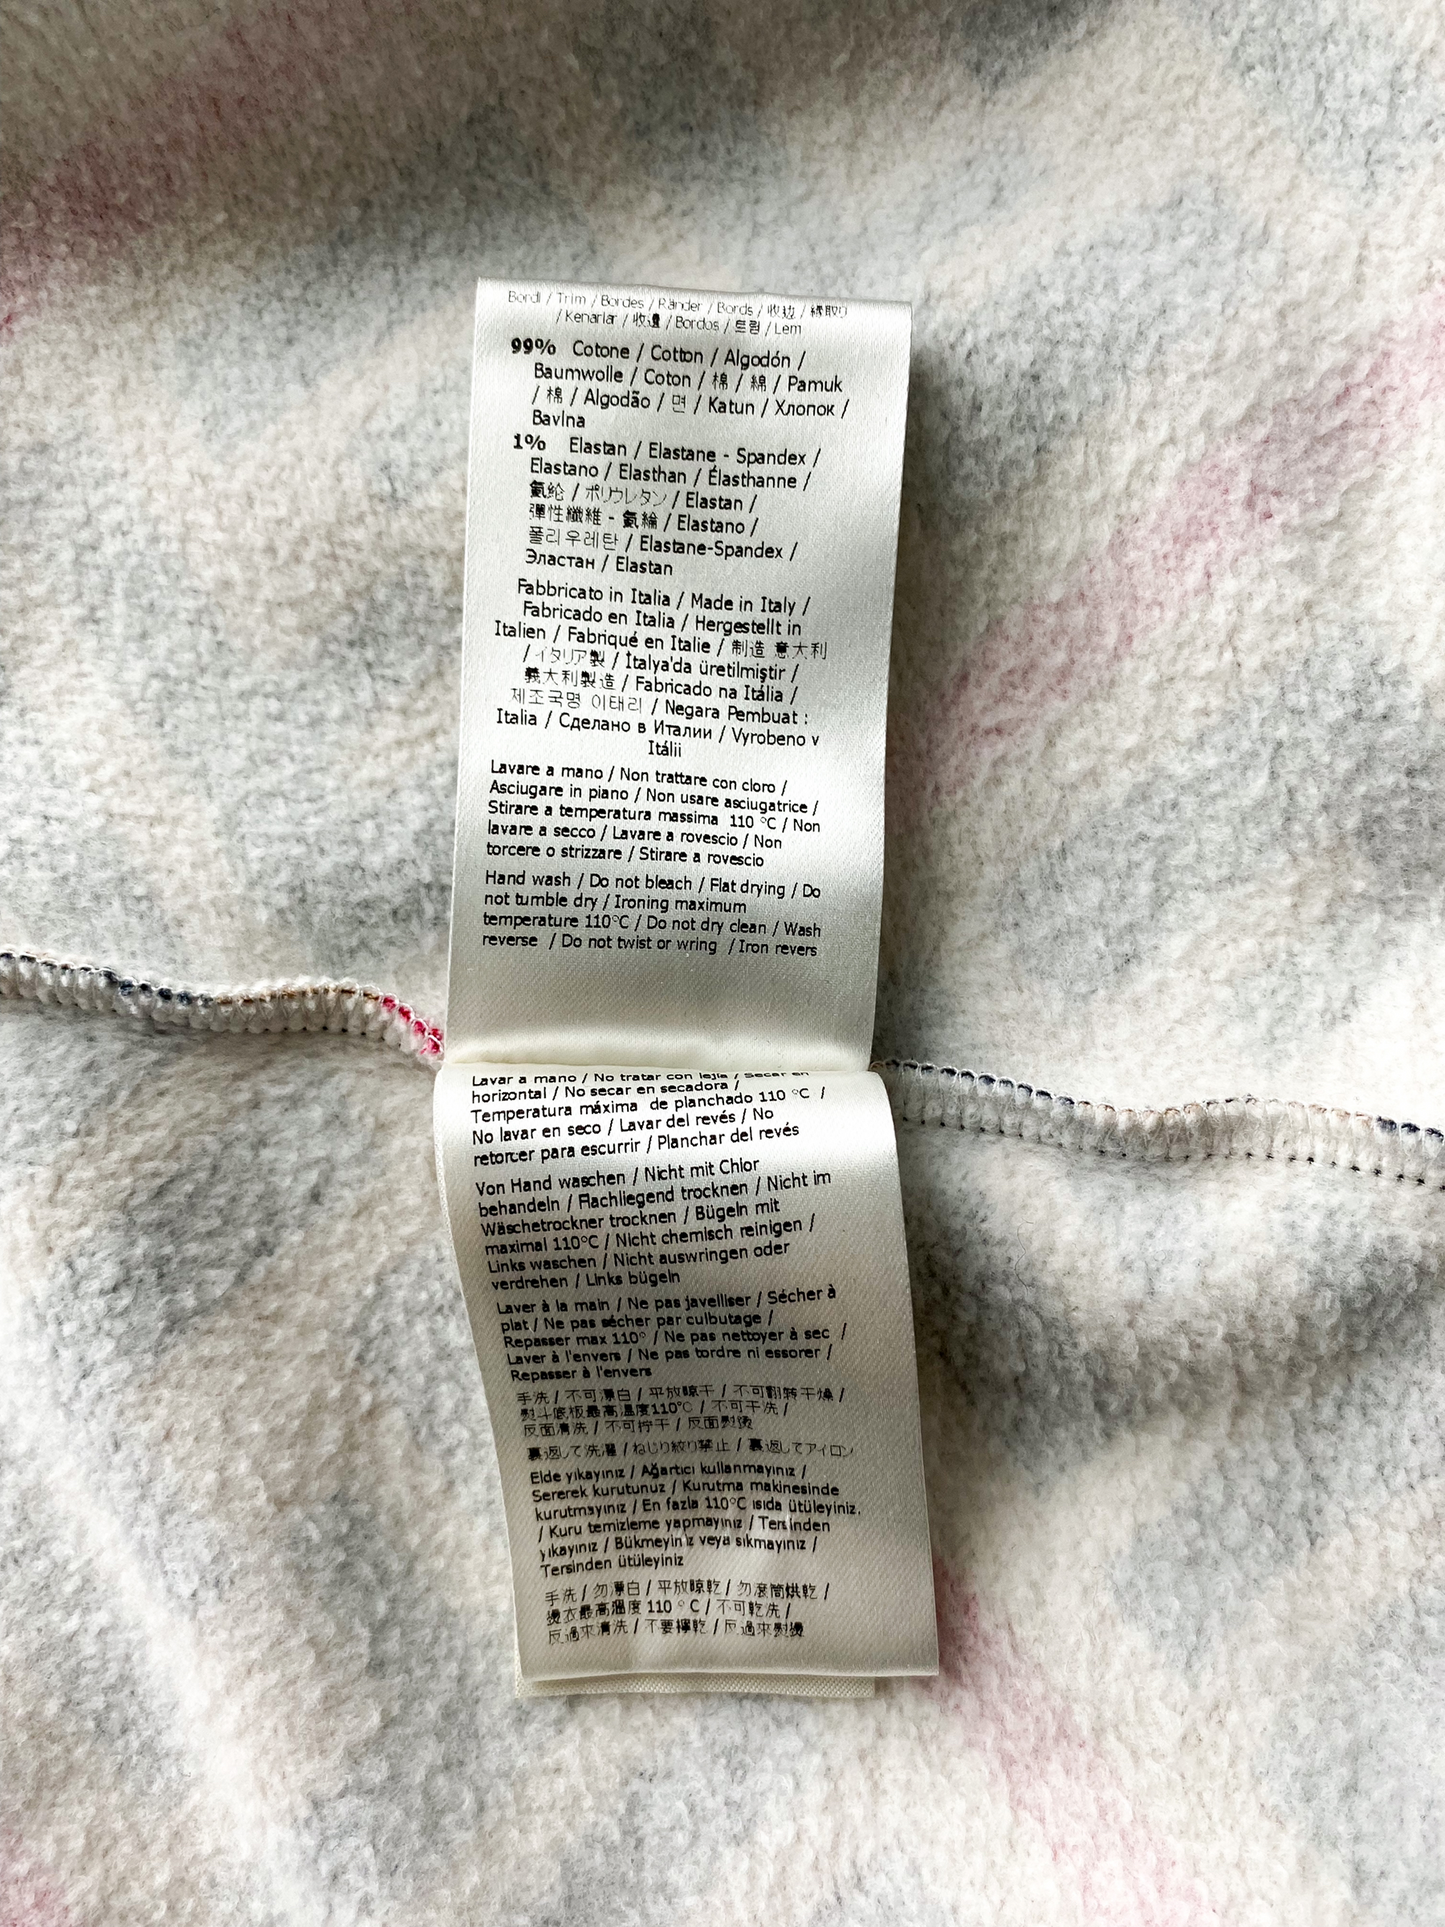 Bordi / Trim / Bordes / Ränder / Bords / 收边 / 縁取り
/ Kenarlar / 收邊 / Bordos / 트림 / Lem
99% Cotone / Cotton / Algodón /
Baumwolle / Coton / 棉 / 綿 / Pamuk
/ 棉 / Algodão / 면 / Katun / Хлопок /
Bavlna
1% Elastan / Elastane - Spandex /
Elastano / Elasthan / Élasthanne /
氨纶 / ポリウレタン / Elastan /
彈性纖維 - 氨綸 / Elastano /
폴리우레탄 / Elastane-Spandex /
Эластан / Elastan
Fabbricato in Italia / Made in Italy /
Fabricado en Italia / Hergestellt in
Italien / Fabriqué en Italie / 制造 意大利
/ イタリア製 / İtalya'da üretilmiştir /
義大利製造 / Fabricado na Itália /
제조국명 이태리 / Negara Pembuat :
Italia / Сделано в Италии / Vyrobeno v
Itálii
Lavare a mano / Non trattare con cloro /
Asciugare in piano / Non usare asciugatrice /
Stirare a temperatura massima 110 °C / Non
lavare a secco / Lavare a rovescio / Non
torcere o strizzare / Stirare a rovescio
Hand wash / Do not bleach / Flat drying / Do
not tumble dry / Ironing maximum
temperature 110°C / Do not dry clean / Wash
reverse / Do not twist or wring / Iron revers
Lavar a mano / No tratar con lejía / Secar en
horizontal / No secar en secadora /
Temperatura máxima de planchado 110 °C /
No lavar en seco / Lavar del revés / No
retorcer para escurrir / Planchar del revés
Von Hand waschen / Nicht mit Chlor
behandeln / Flachliegend trocknen / Nicht im
Wäschetrockner trocknen / Bügeln mit
maximal 110°C / Nicht chemisch reinigen /
Links waschen / Nicht auswringen oder
verdrehen / Links bügeln
Laver à la main / Ne pas javelliser / Sécher à
plat / Ne pas sécher par culbutage /
Repasser max 110° / Ne pas nettoyer à sec /
Laver à l'envers / Ne pas tordre ni essorer /
Repasser à l'envers
手洗 / 不可漂白 / 平放晾干 / 不可翻转干燥 /
熨斗底板最高温度110°C / 不可干洗 /
反面清洗 / 不可拧干 / 反面熨烫
裏返して洗濯 / ねじり絞り禁止 / 裏返してアイロン
Elde yıkayınız / Ağartıcı kullanmayınız /
Sererek kurutunuz / Kurutma makinesinde
kurutmayınız / En fazla 110°C ısıda ütüleyiniz.
/ Kuru temizleme yapmayınız / Tersinden
yıkayınız / Bükmeyiniz veya sıkmayınız /
Tersinden ütüleyiniz
手洗 / 勿漂白 / 平放晾乾 / 勿滾筒烘乾 /
燙衣最高溫度 110 ° C / 不可乾洗 /
反過來清洗 / 不要擰乾 / 反過來熨燙